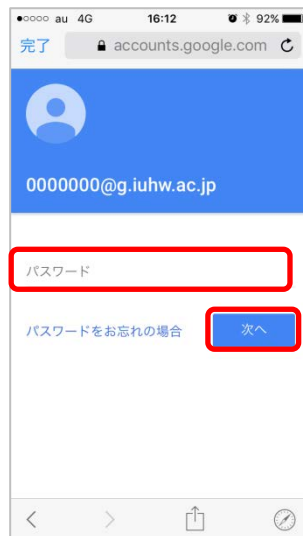 au 4G 16:12 92%
完了 accounts.google.com
0000000@g.iuhw.ac.jp
パスワード
パスワードをお忘れの場合 次へ